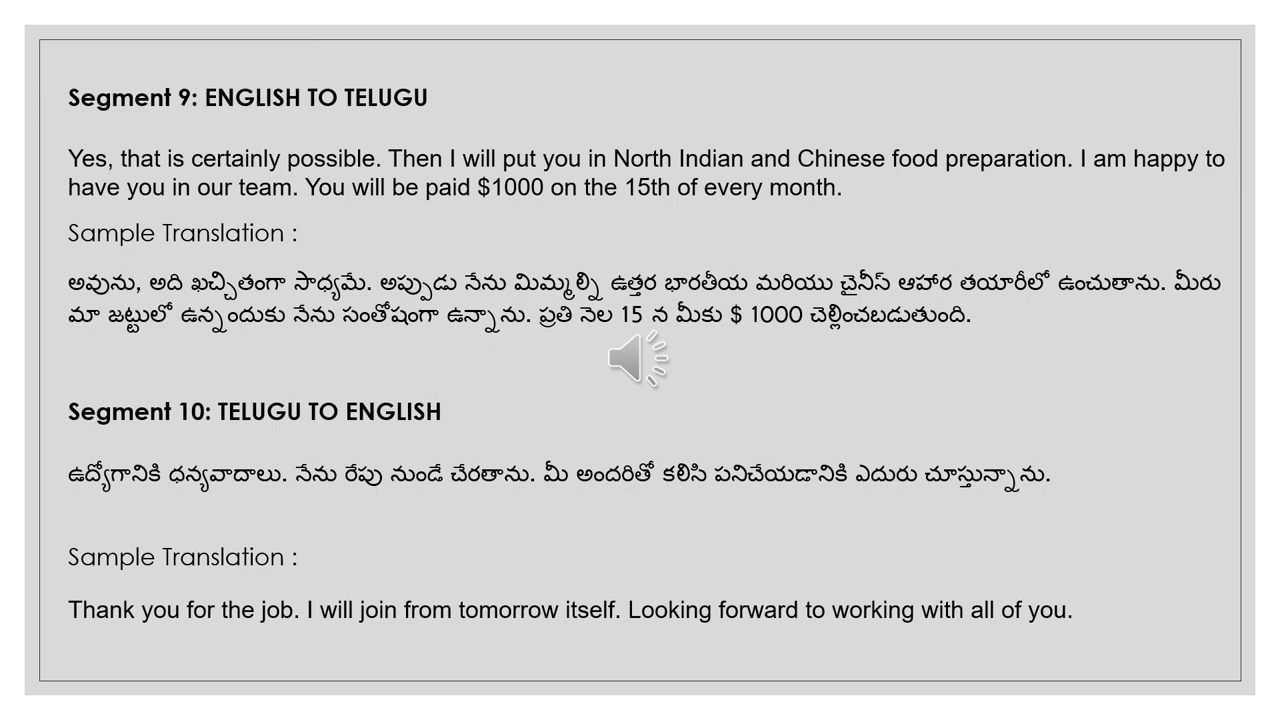 Segment 9: ENGLISH TO TELUGU
Yes, that is certainly possible. Then I will put you in North Indian and Chinese food preparation. I am happy to
have you in our team. You will be paid $1000 on the 15th of every month.
Sample Translation :
అవును, అది ఖచ్చితంగా సాధ్యమే. అప్పుడు నేను మిమ్మల్ని ఉత్తర భారతీయ మరియు చైనీస్ ఆహార తయారీలో ఉంచుతాను. మీరు
మా జట్టులో ఉన్నందుకు నేను సంతోషంగా ఉన్నాను. ప్రతి నెల 15 న మీకు $ 1000 చెల్లించబడుతుంది.
Segment 10: TELUGU TO ENGLISH
ఉద్యోగానికి ధన్యవాదాలు. నేను రేపు నుండే చేరతాను. మీ అందరితో కలిసి పనిచేయడానికి ఎదురు చూస్తున్నాను.
Sample Translation :
Thank you for the job. I will join from tomorrow itself. Looking forward to working with all of you.